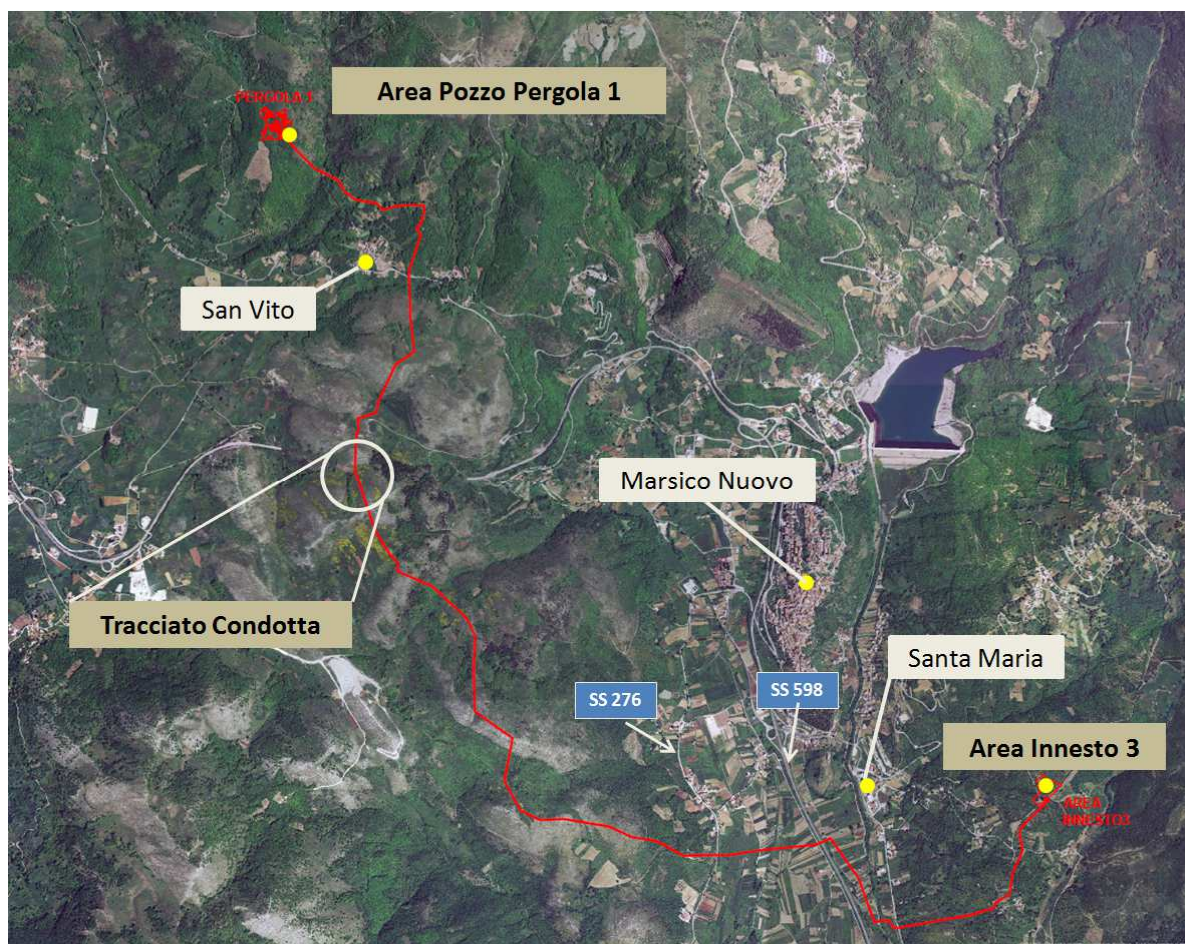 Area Pozzo Pergola 1
PERGOLA 1
San Vito
Marsico Nuovo
Tracciato Condotta
Santa Maria
SS 276
SS 598
Area Innesto 3
AREA
INNESTO3